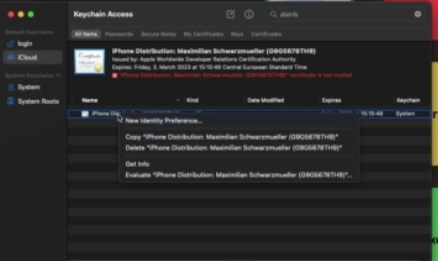 Keychain Access
distrib
Default Keychains
login
iCloud
System Keychains
System
System Roots
All Items Passwords Secure Notes My Certificates Keys Certificates
iPhone Distribution: Maximilian Schwarzmueller (G9G5678TH9)
Issued by: Apple Worldwide Developer Relations Certification Authority
Expires: Friday, 3. March 2023 at 19:15:46 Central European Standard Time
"iPhone Distribution: Maximilian Schwarzmueller (G9G5678TH9)" certificate is not trusted
Name Kind Date Modified Expires Keychain
iPhone Dis 19:15:46 System
New Identity Preference...
Copy "iPhone Distribution: Maximilian Schwarzmueller (G9G5678TH9)"
Delete "iPhone Distribution: Maximilian Schwarzmueller (G9G5678TH9)"
Get Info
Evaluate "iPhone Distribution: Maximilian Schwarzmueller (G9G5678TH9)"...